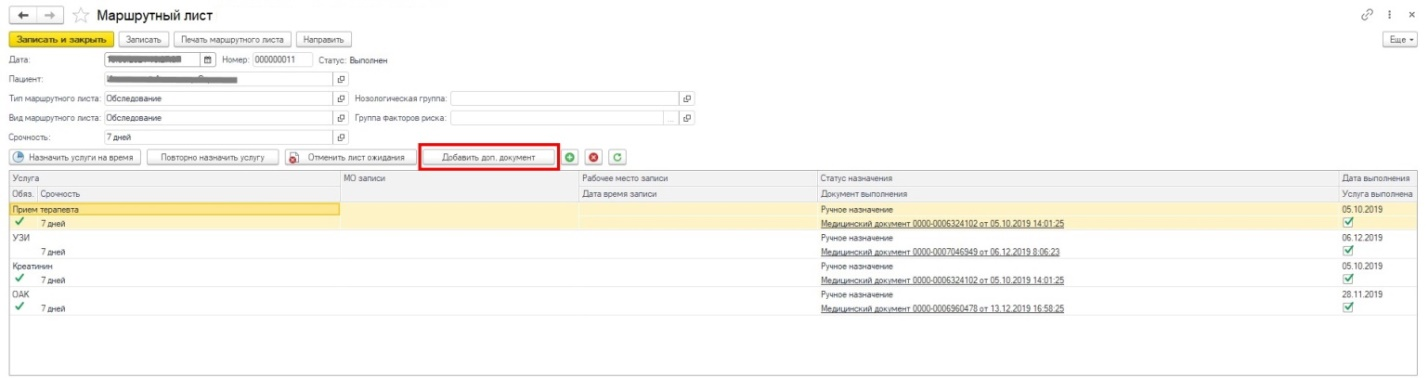 Маршрутный лист
Записать и закрыть Записать Печать маршрутного листа Направить Еще
Дата: Номер: 000000011 Статус: Выполнен
Пациент:
Тип маршрутного листа: Обследование Нозологическая группа:
Вид маршрутного листа: Обследование Группа факторов риска:
Срочность: 7 дней
Назначить услуги на время Повторно назначить услугу Отменить лист ожидания Добавить доп. документ
Услуга МО записи Рабочее место записи Статус назначения Дата выполнения
Обяз. Срочность Дата время записи Документ выполнения Услуга выполнена
Прием терапевта Ручное назначение 05.10.2019
7 дней Медицинский документ 0000-0006324102 от 05.10.2019 14:01:25
УЗИ Ручное назначение 06.12.2019
7 дней Медицинский документ 0000-0007046949 от 06.12.2019 8:06:23
Креатинин Ручное назначение 05.10.2019
7 дней Медицинский документ 0000-0006324102 от 05.10.2019 14:01:25
ОАК Ручное назначение 28.11.2019
7 дней Медицинский документ 0000-0006960478 от 13.12.2019 16:58:25